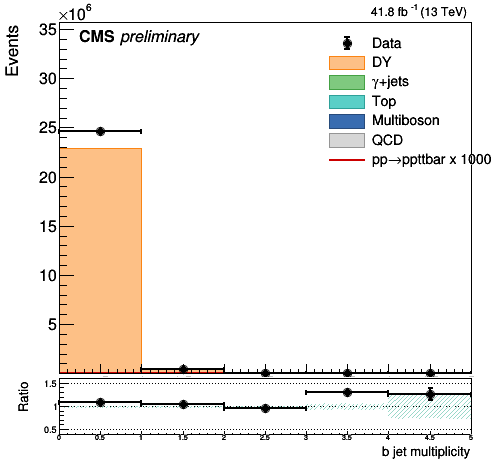 ×10⁶
41.8 fb⁻¹ (13 TeV)
Events
35
30
25
20
15
10
5
CMS preliminary
Data
DY
γ+jets
Top
Multiboson
QCD
pp→ppttbar x 1000
Ratio
1.5
1
0.5
0 0.5 1 1.5 2 2.5 3 3.5 4 4.5 5
b jet multiplicity